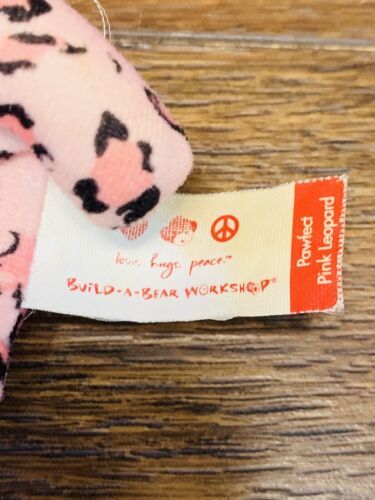 love. hugs. peace.™
BUiLD-A-BEAR WORKSHOP®
Pawfect
Pink Leopard